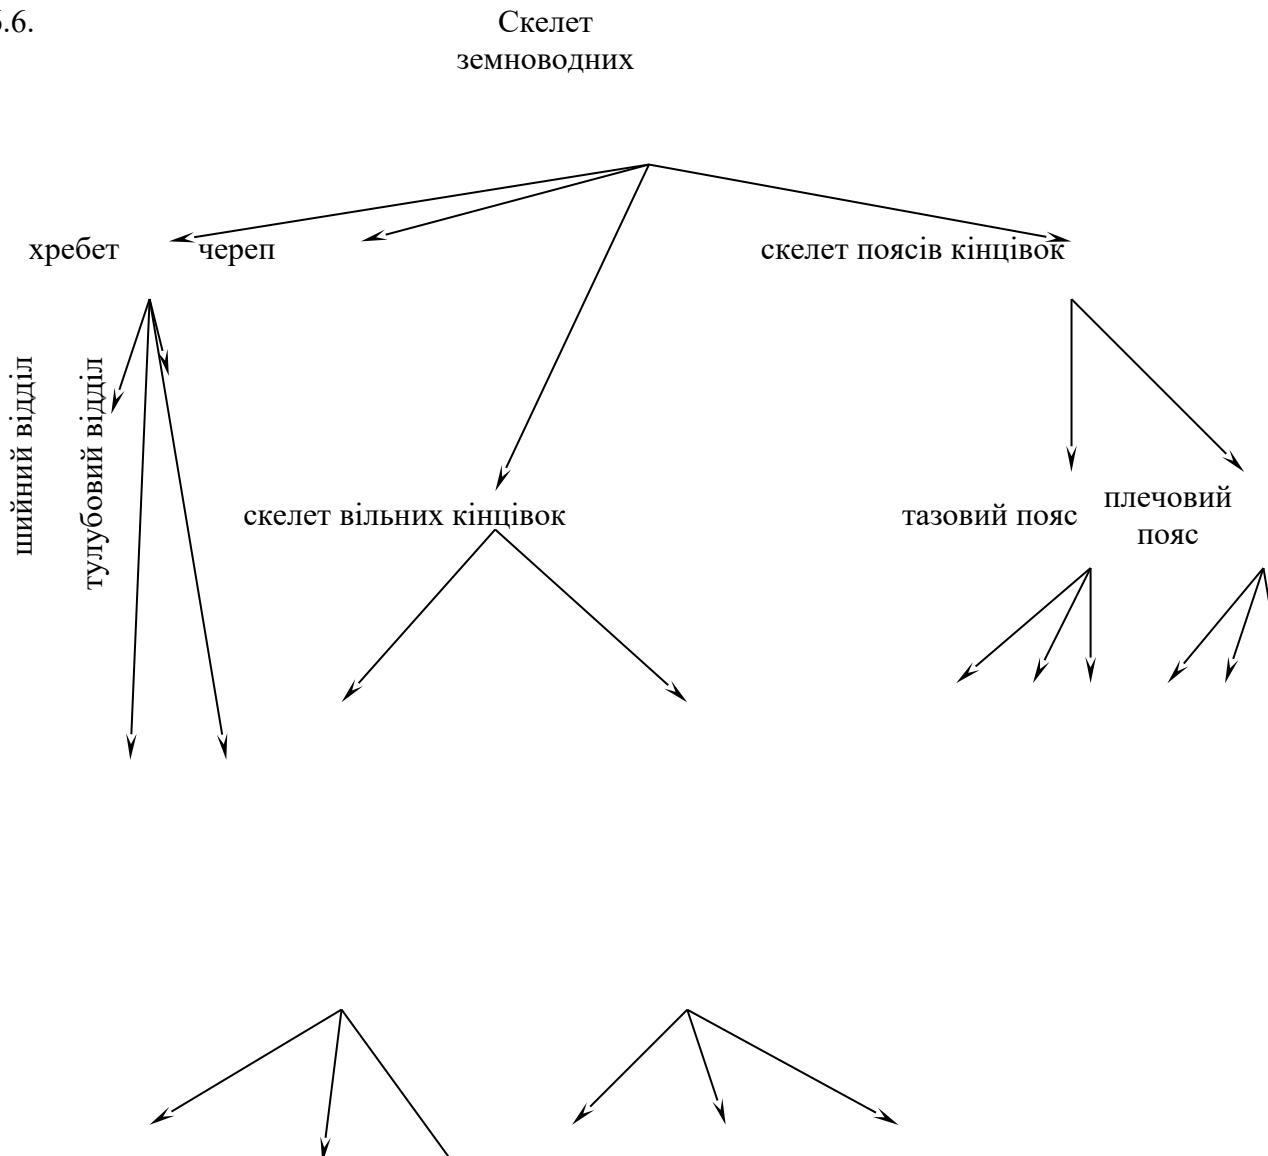 6.
Скелет
земноводних
хребет
череп
скелет поясів кінцівок
шийний відділ
тулубовий відділ
скелет вільних кінцівок
тазовий пояс
плечовий
пояс